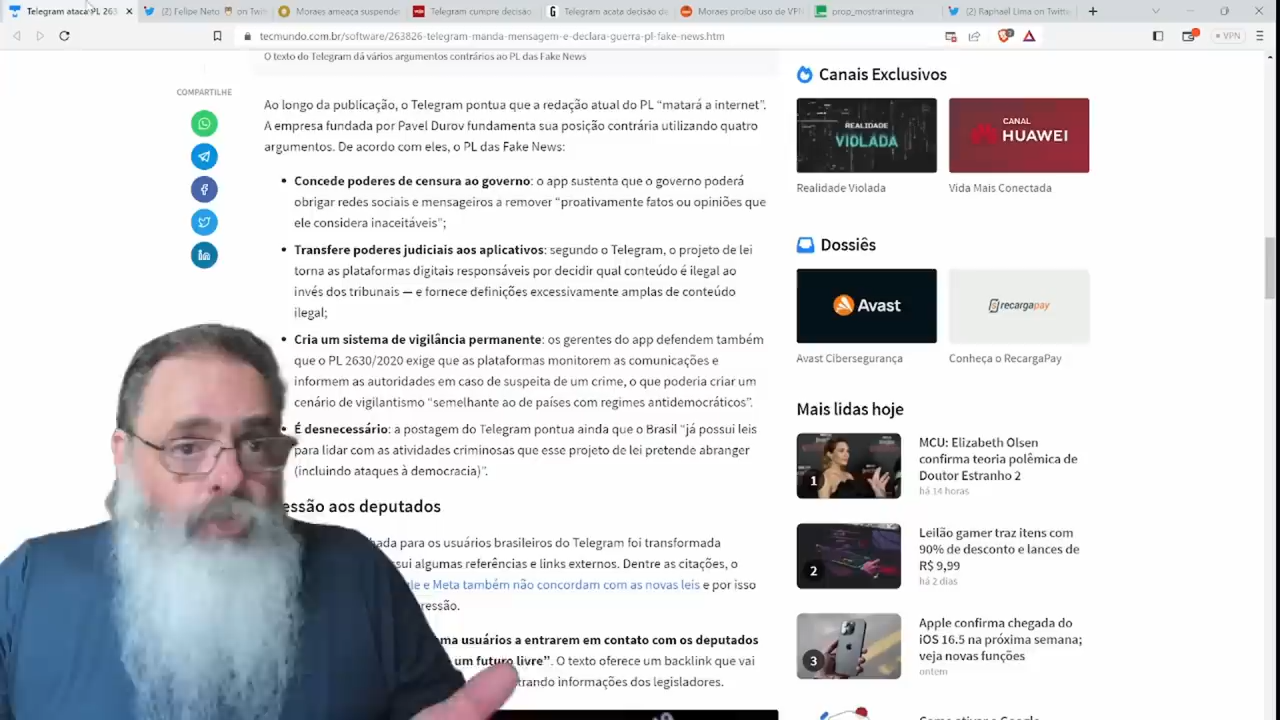 Telegram ataca PL 263
(2) Felipe Neto on Twitt
Moraes ameaça suspende
Telegram cumpre decisão
Telegram acata decisão de
Moraes proíbe uso de VPN
prop_mostrarintegra
(2) Raphael Lima on Twitte
tecmundo.com.br/software/263826-telegram-manda-mensagem-e-declara-guerra-pl-fake-news.htm
VPN
O texto do Telegram dá vários argumentos contrários ao PL das Fake News
COMPARTILHE
Ao longo da publicação, o Telegram pontua que a redação atual do PL “matará a internet”.
A empresa fundada por Pavel Durov fundamenta sua posição contrária utilizando quatro
argumentos. De acordo com eles, o PL das Fake News:
• Concede poderes de censura ao governo: o app sustenta que o governo poderá
obrigar redes sociais e mensageiros a remover “proativamente fatos ou opiniões que
ele considera inaceitáveis”;
• Transfere poderes judiciais aos aplicativos: segundo o Telegram, o projeto de lei
torna as plataformas digitais responsáveis por decidir qual conteúdo é ilegal ao
invés dos tribunais — e fornece definições excessivamente amplas de conteúdo
ilegal;
• Cria um sistema de vigilância permanente: os gerentes do app defendem também
que o PL 2630/2020 exige que as plataformas monitorem as comunicações e
informem as autoridades em caso de suspeita de um crime, o que poderia criar um
cenário de vigilantismo “semelhante ao de países com regimes antidemocráticos”.
• É desnecessário: a postagem do Telegram pontua ainda que o Brasil “já possui leis
para lidar com as atividades criminosas que esse projeto de lei pretende abranger
(incluindo ataques à democracia)”.
essão aos deputados
hada para os usuários brasileiros do Telegram foi transformada
sui algumas referências e links externos. Dentre as citações, o
le e Meta também não concordam com as novas leis e por isso
ressão.
ma usuários a entrarem em contato com os deputados
um futuro livre”. O texto oferece um backlink que vai
trando informações dos legisladores.
Canais Exclusivos
REALIDADE
VIOLADA
CANAL
HUAWEI
Realidade Violada
Vida Mais Conectada
Dossiês
Avast
recargapay
Avast Cibersegurança
Conheça o RecargaPay
Mais lidas hoje
1
MCU: Elizabeth Olsen
confirma teoria polêmica de
Doutor Estranho 2
há 14 horas
2
Leilão gamer traz itens com
90% de desconto e lances de
R$ 9,99
há 2 dias
3
Apple confirma chegada do
iOS 16.5 na próxima semana;
veja novas funções
ontem